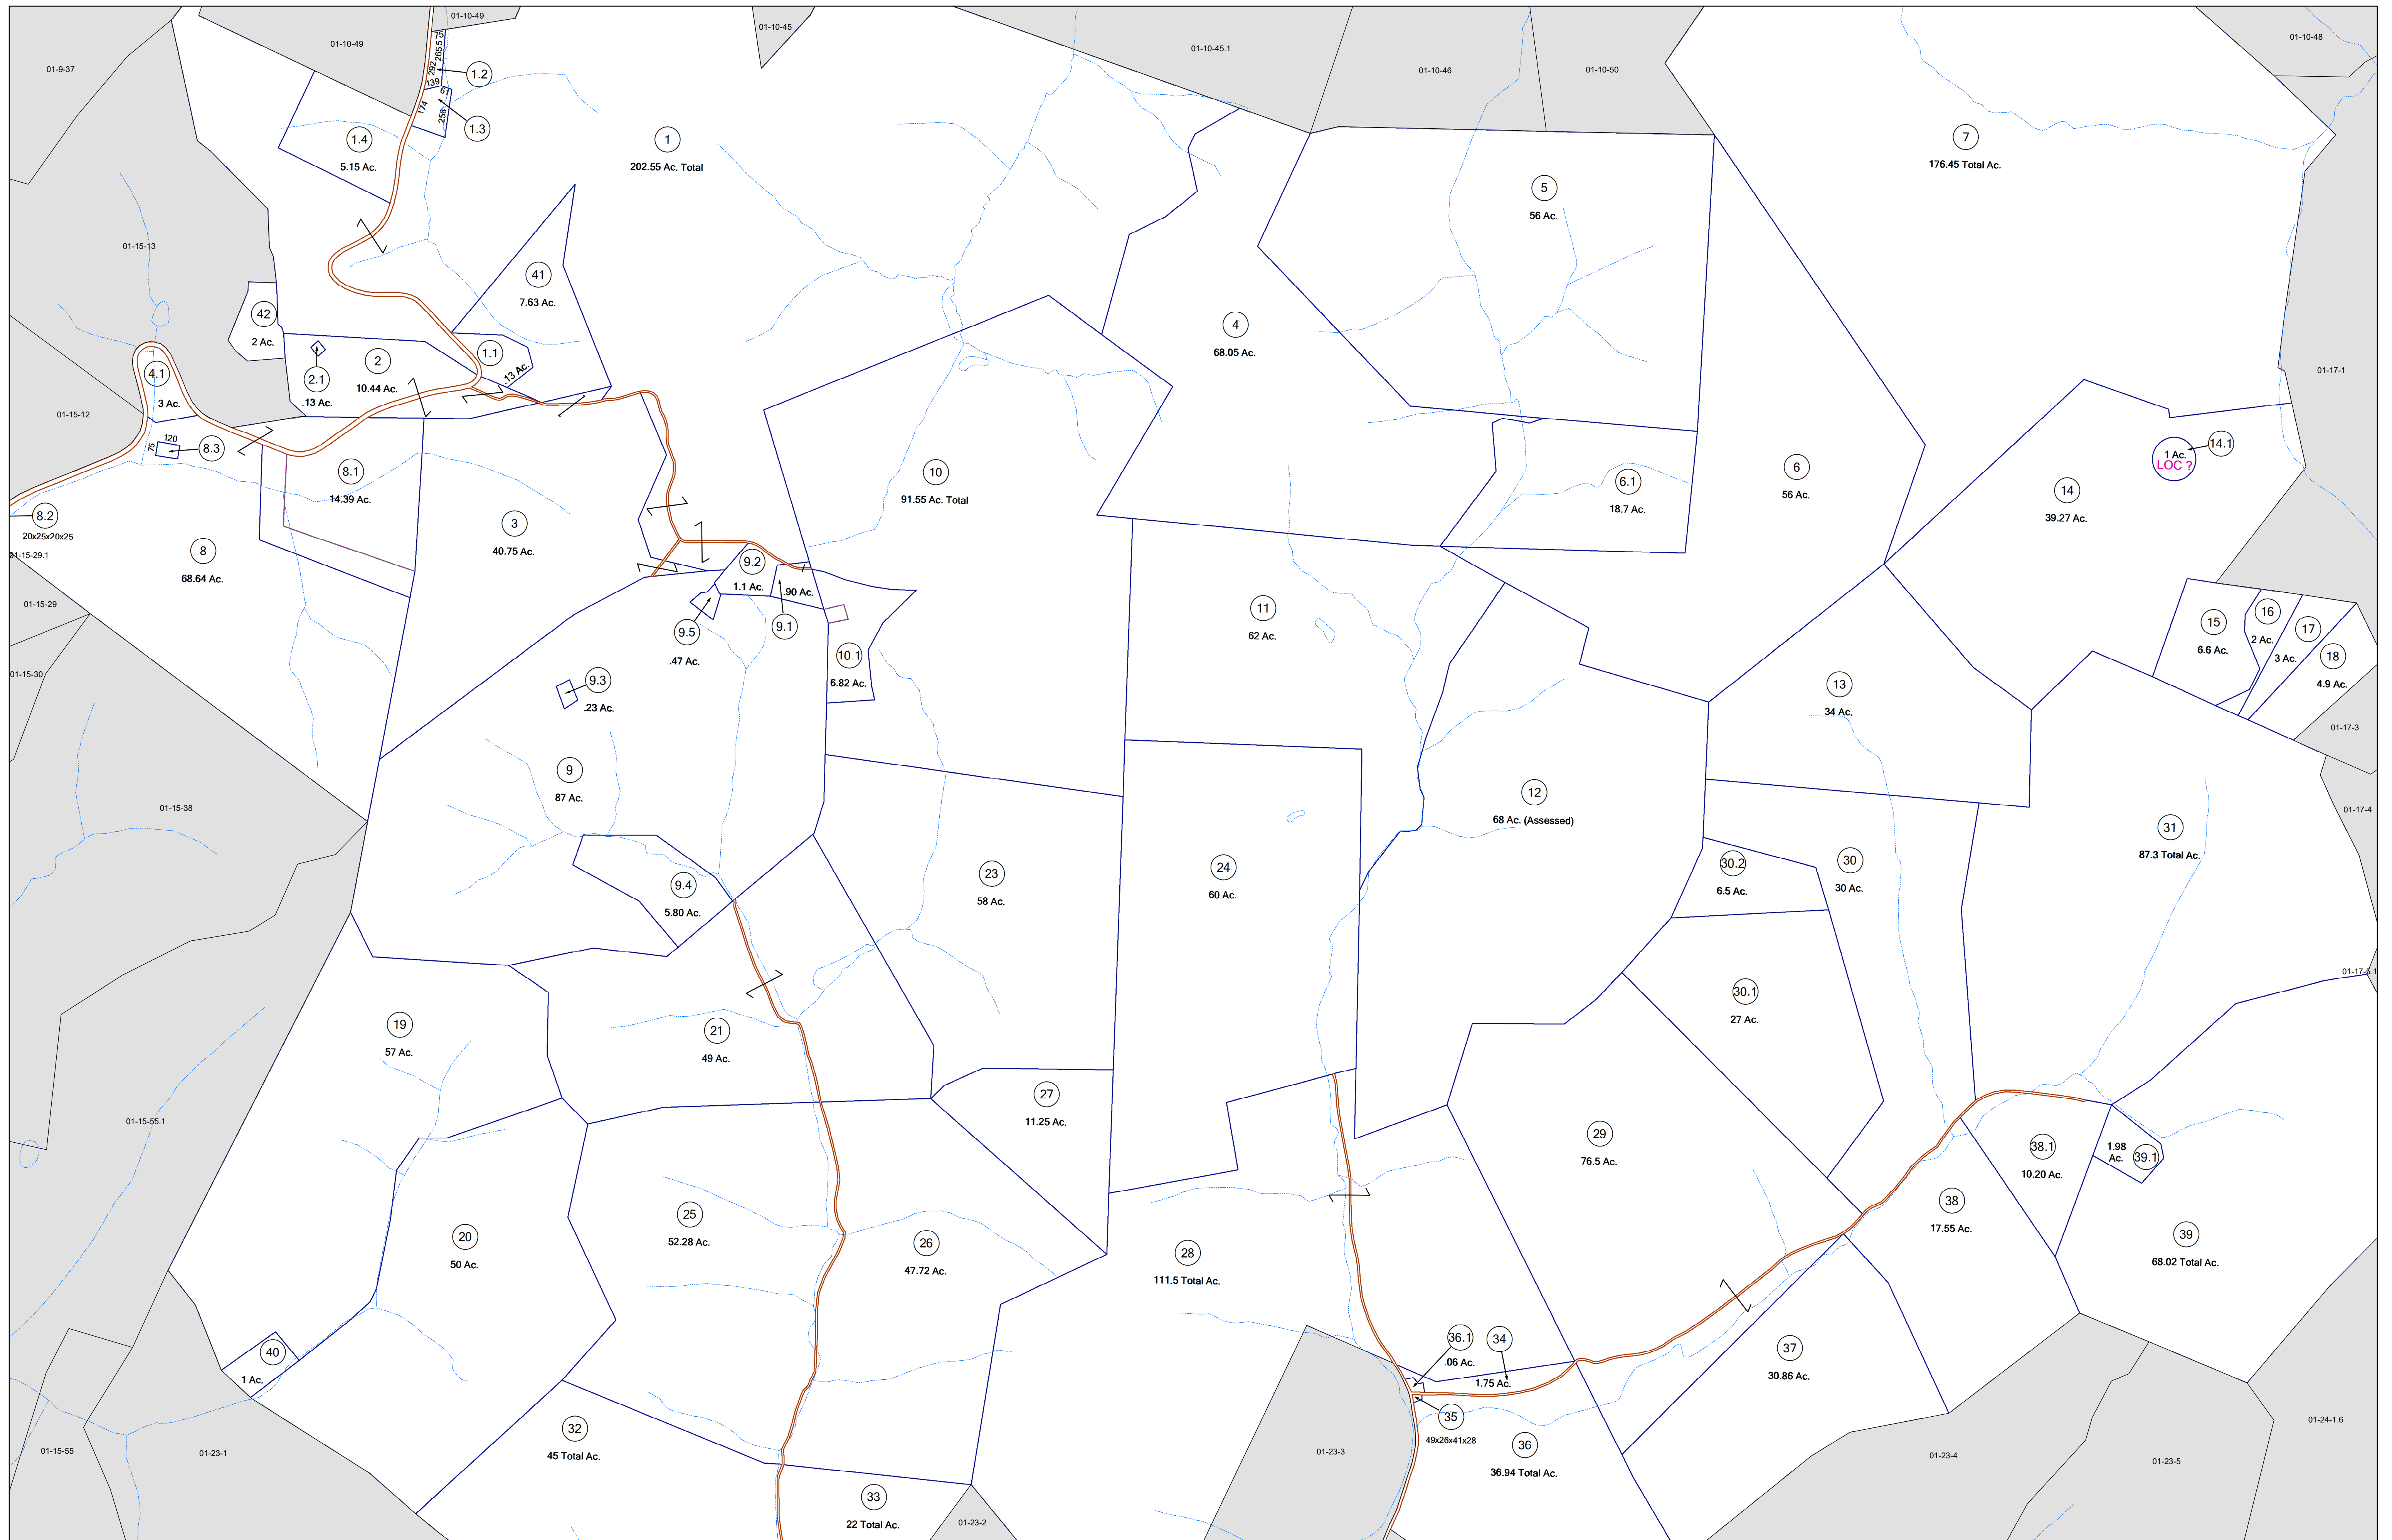 01-10-49
01-10-45
01-10-48
01-10-49
01-10-45.1
01-9-37
01-10-46
01-10-50
75
265.5
292
1.2
139
61
174
258
1.3
1
202.55 Ac. Total
1.4
5.15 Ac.
7
176.45 Total Ac.
5
56 Ac.
01-15-13
41
7.63 Ac.
42
2 Ac.
4
68.05 Ac.
1.1
.13 Ac.
2
10.44 Ac.
2.1
.13 Ac.
4.1
3 Ac.
01-17-1
01-15-12
120
75
8.3
8.1
14.39 Ac.
10
91.55 Ac. Total
6
56 Ac.
6.1
18.7 Ac.
14.1
1 Ac.
LOC ?
14
39.27 Ac.
8.2
20x25x20x25
01-15-29.1
8
68.64 Ac.
3
40.75 Ac.
9.2
1.1 Ac.
.90 Ac.
9.1
9.5
.47 Ac.
01-15-29
11
62 Ac.
15
6.6 Ac.
16
2 Ac.
17
3 Ac.
18
4.9 Ac.
10.1
6.82 Ac.
01-15-30
9.3
.23 Ac.
13
34 Ac.
01-17-3
9
87 Ac.
12
68 Ac. (Assessed)
01-15-38
01-17-4
31
87.3 Total Ac.
30.2
6.5 Ac.
30
30 Ac.
23
58 Ac.
24
60 Ac.
9.4
5.80 Ac.
01-17-5.1
30.1
27 Ac.
19
57 Ac.
21
49 Ac.
27
11.25 Ac.
01-15-55.1
29
76.5 Ac.
38.1
10.20 Ac.
1.98
Ac.
39.1
38
17.55 Ac.
25
52.28 Ac.
20
50 Ac.
26
47.72 Ac.
28
111.5 Total Ac.
39
68.02 Total Ac.
36.1
.06 Ac.
34
1.75 Ac.
40
1 Ac.
37
30.86 Ac.
35
49x26x41x28
01-24-1.6
32
45 Total Ac.
36
36.94 Total Ac.
01-15-55
01-23-1
01-23-3
01-23-4
01-23-5
33
22 Total Ac.
01-23-2